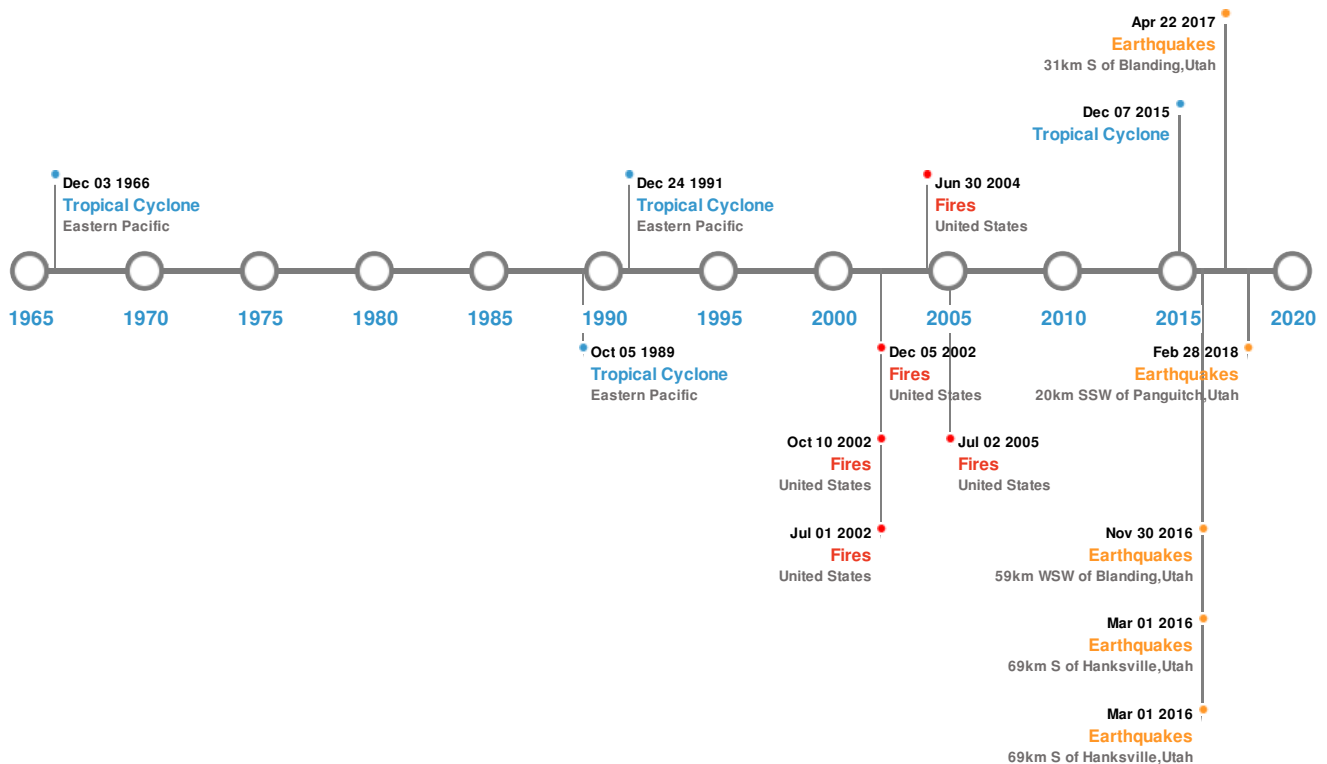 Apr 22 2017
Earthquakes
31km S of Blanding,Utah
Dec 07 2015
Tropical Cyclone
Dec 03 1966
Tropical Cyclone
Eastern Pacific
Dec 24 1991
Tropical Cyclone
Eastern Pacific
Jun 30 2004
Fires
United States
1965 1970 1975 1980 1985 1990 1995 2000 2005 2010 2015 2020
Oct 05 1989
Tropical Cyclone
Eastern Pacific
Dec 05 2002
Fires
United States
Feb 28 2018
Earthquakes
20km SSW of Panguitch,Utah
Oct 10 2002
Fires
United States
Jul 02 2005
Fires
United States
Jul 01 2002
Fires
United States
Nov 30 2016
Earthquakes
59km WSW of Blanding,Utah
Mar 01 2016
Earthquakes
69km S of Hanksville,Utah
Mar 01 2016
Earthquakes
69km S of Hanksville,Utah